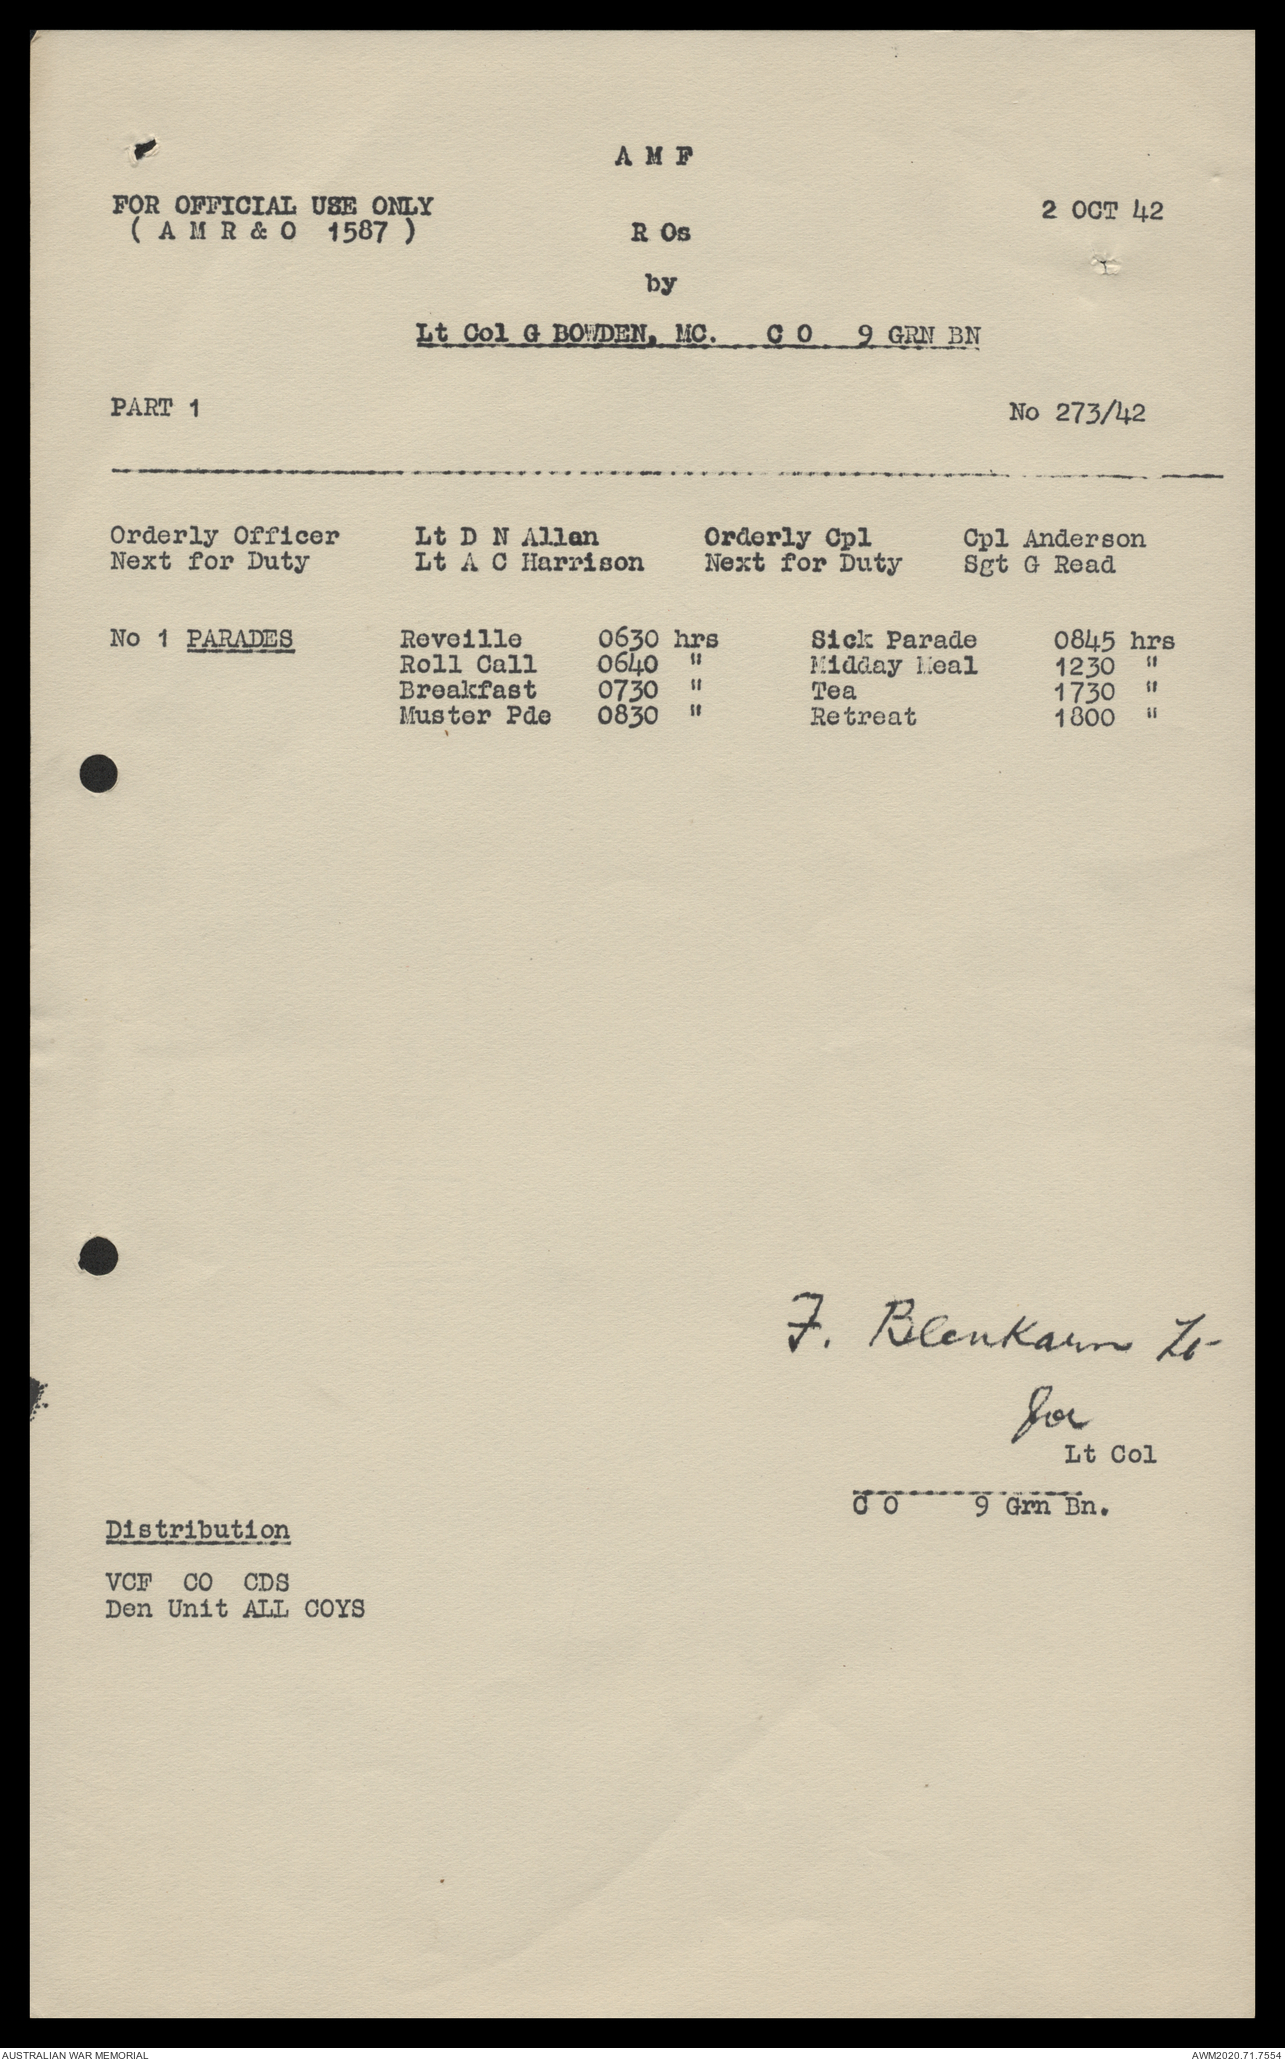 A M F
FOR OFFICIAL USE ONLY
2 OCT 42
( A M R & O 1587 )
R Os
by
Lt Col G BOWDEN, MC. C O 9 GRN BN
PART 1
No 273/42
Orderly Officer Lt D N Allan Orderly Cpl Cpl Anderson
Next for Duty Lt A C Harrison Next for Duty Sgt G Read
No 1 PARADES Reveille 0630 hrs Sick Parade 0845 hrs
Roll Call 0640 " Midday Meal 1230 "
Breakfast 0730 " Tea 1730 "
Muster Pde 0830 " Retreat 1800 "
F. Blenkarn Lt
for
Lt Col
C O 9 Grn Bn.
Distribution
VCF CO CDS
Den Unit ALL COYS
AUSTRALIAN WAR MEMORIAL
AWM2020.71.7554